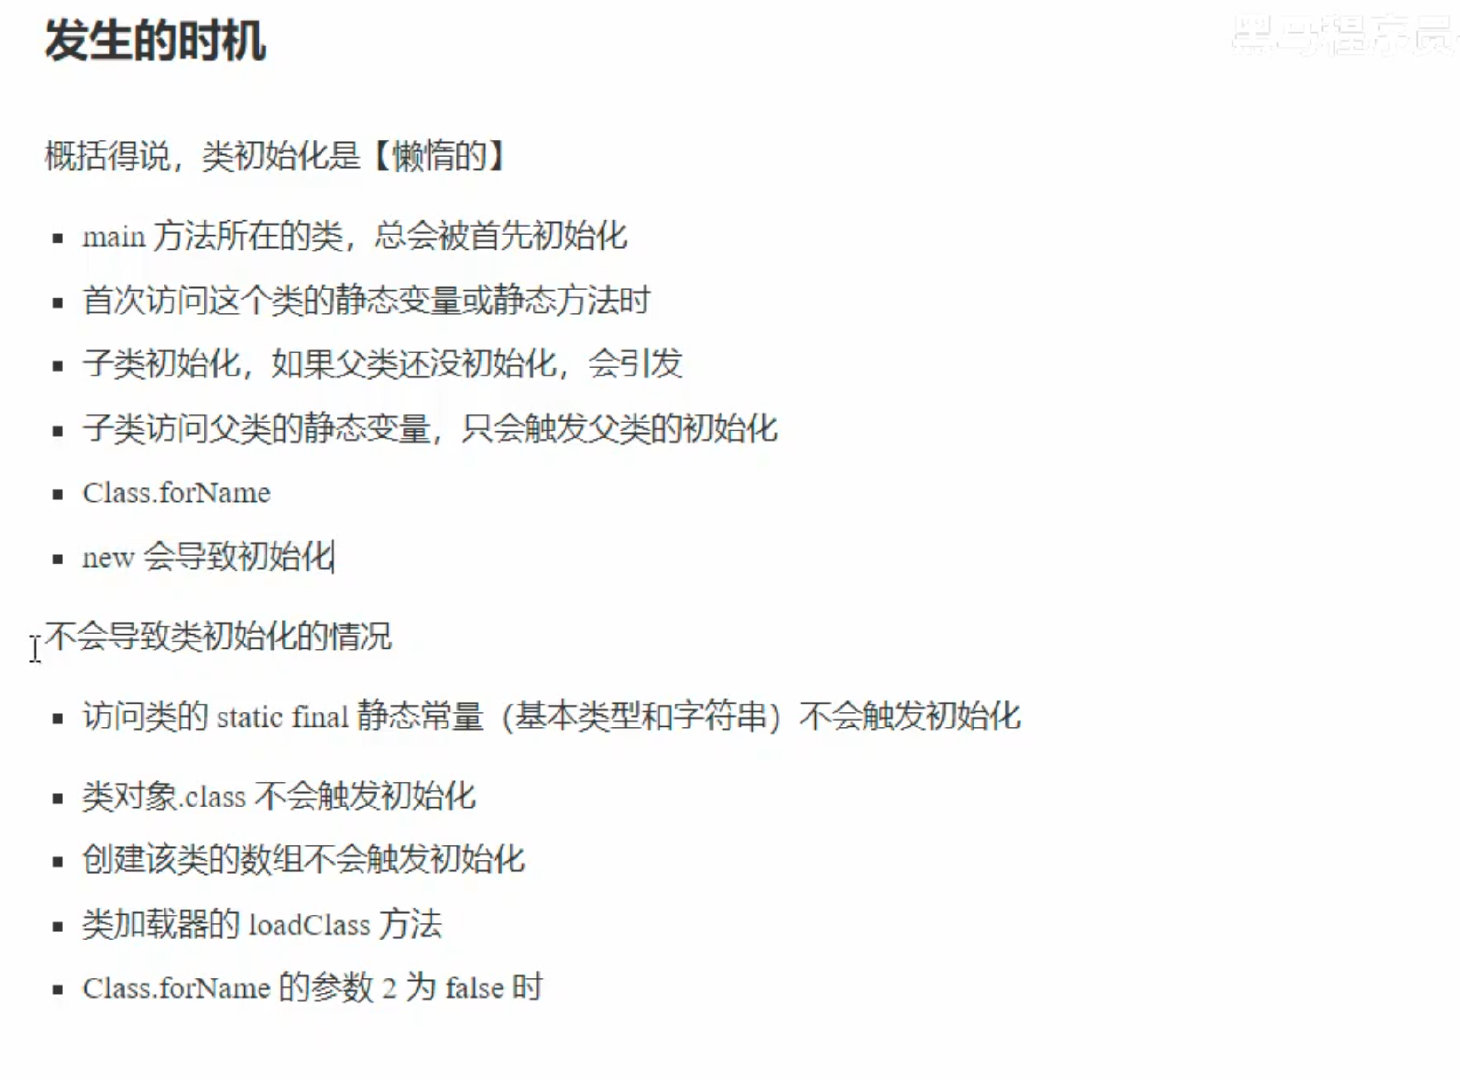 发生的时机
黑马程序员
概括得说，类初始化是【懒惰的】
main 方法所在的类，总会被首先初始化
首次访问这个类的静态变量或静态方法时
子类初始化，如果父类还没初始化，会引发
子类访问父类的静态变量，只会触发父类的初始化
Class.forName
new 会导致初始化
不会导致类初始化的情况
访问类的 static final 静态常量（基本类型和字符串）不会触发初始化
类对象.class 不会触发初始化
创建该类的数组不会触发初始化
类加载器的 loadClass 方法
Class.forName 的参数 2 为 false 时